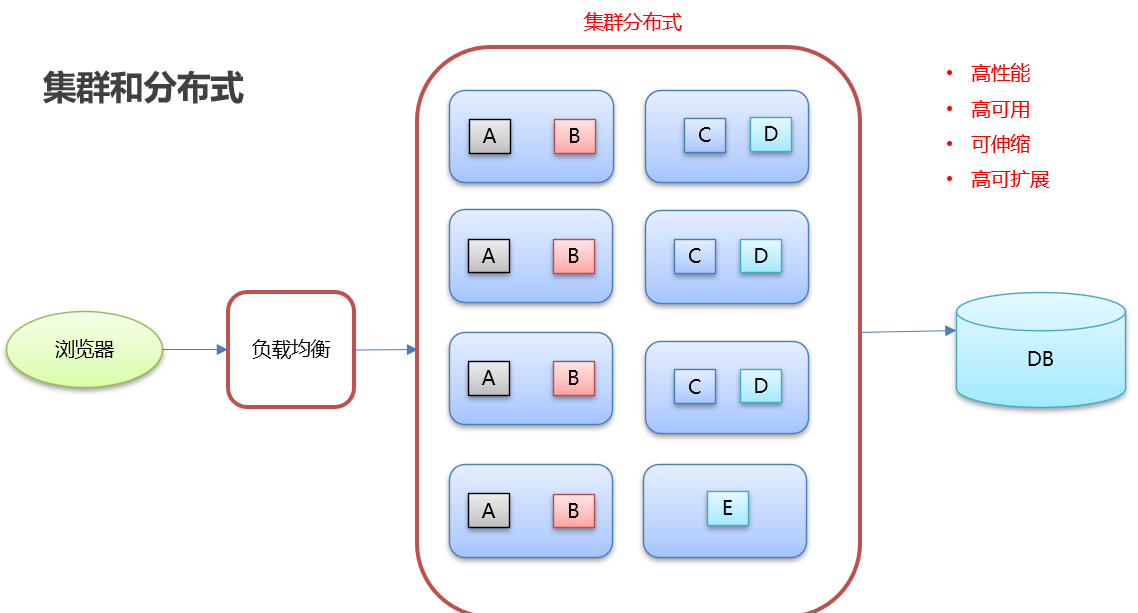 集群分布式
集群和分布式
• 高性能
• 高可用
• 可伸缩
• 高可扩展
A B C D
A B C D
浏览器
负载均衡
A B C D
A B E
DB